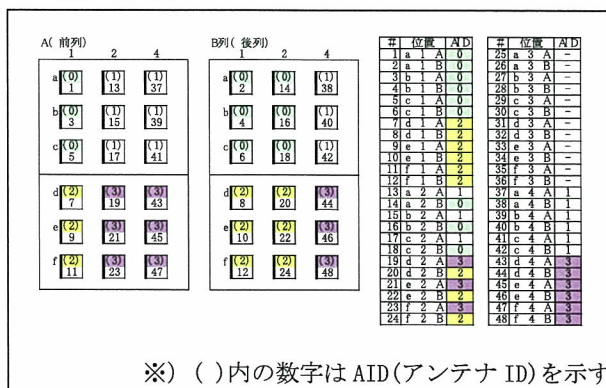 A( 前列)
1 2 4
a (0) (1) (1)
1 13 37
b (0) (1) (1)
3 15 39
c (0) (1) (1)
5 17 41
d (2) (3) (3)
7 19 43
e (2) (3) (3)
9 21 45
f (2) (3) (3)
11 23 47
B列( 後列)
1 2 4
a (0) (0) (1)
2 14 38
b (0) (0) (1)
4 16 40
c (0) (0) (1)
6 18 42
d (2) (2) (3)
8 20 44
e (2) (2) (3)
10 22 46
f (2) (2) (3)
12 24 48
# 位置 AID
1 a 1 A 0
2 a 1 B 0
3 b 1 A 0
4 b 1 B 0
5 c 1 A 0
6 c 1 B 0
7 d 1 A 2
8 d 1 B 2
9 e 1 A 2
10 e 1 B 2
11 f 1 A 2
12 f 1 B 2
13 a 2 A 1
14 a 2 B 0
15 b 2 A 1
16 b 2 B 0
17 c 2 A 1
18 c 2 B 0
19 d 2 A 3
20 d 2 B 2
21 e 2 A 3
22 e 2 B 2
23 f 2 A 3
24 f 2 B 2
# 位置 AID
25 a 3 A -
26 a 3 B -
27 b 3 A -
28 b 3 B -
29 c 3 A -
30 c 3 B -
31 d 3 A -
32 d 3 B -
33 e 3 A -
34 e 3 B -
35 f 3 A -
36 f 3 B -
37 a 4 A 1
38 a 4 B 1
39 b 4 A 1
40 b 4 B 1
41 c 4 A 1
42 c 4 B 1
43 d 4 A 3
44 d 4 B 3
45 e 4 A 3
46 e 4 B 3
47 f 4 A 3
48 f 4 B 3
※) ( )内の数字は AID(アンテナ ID)を示す